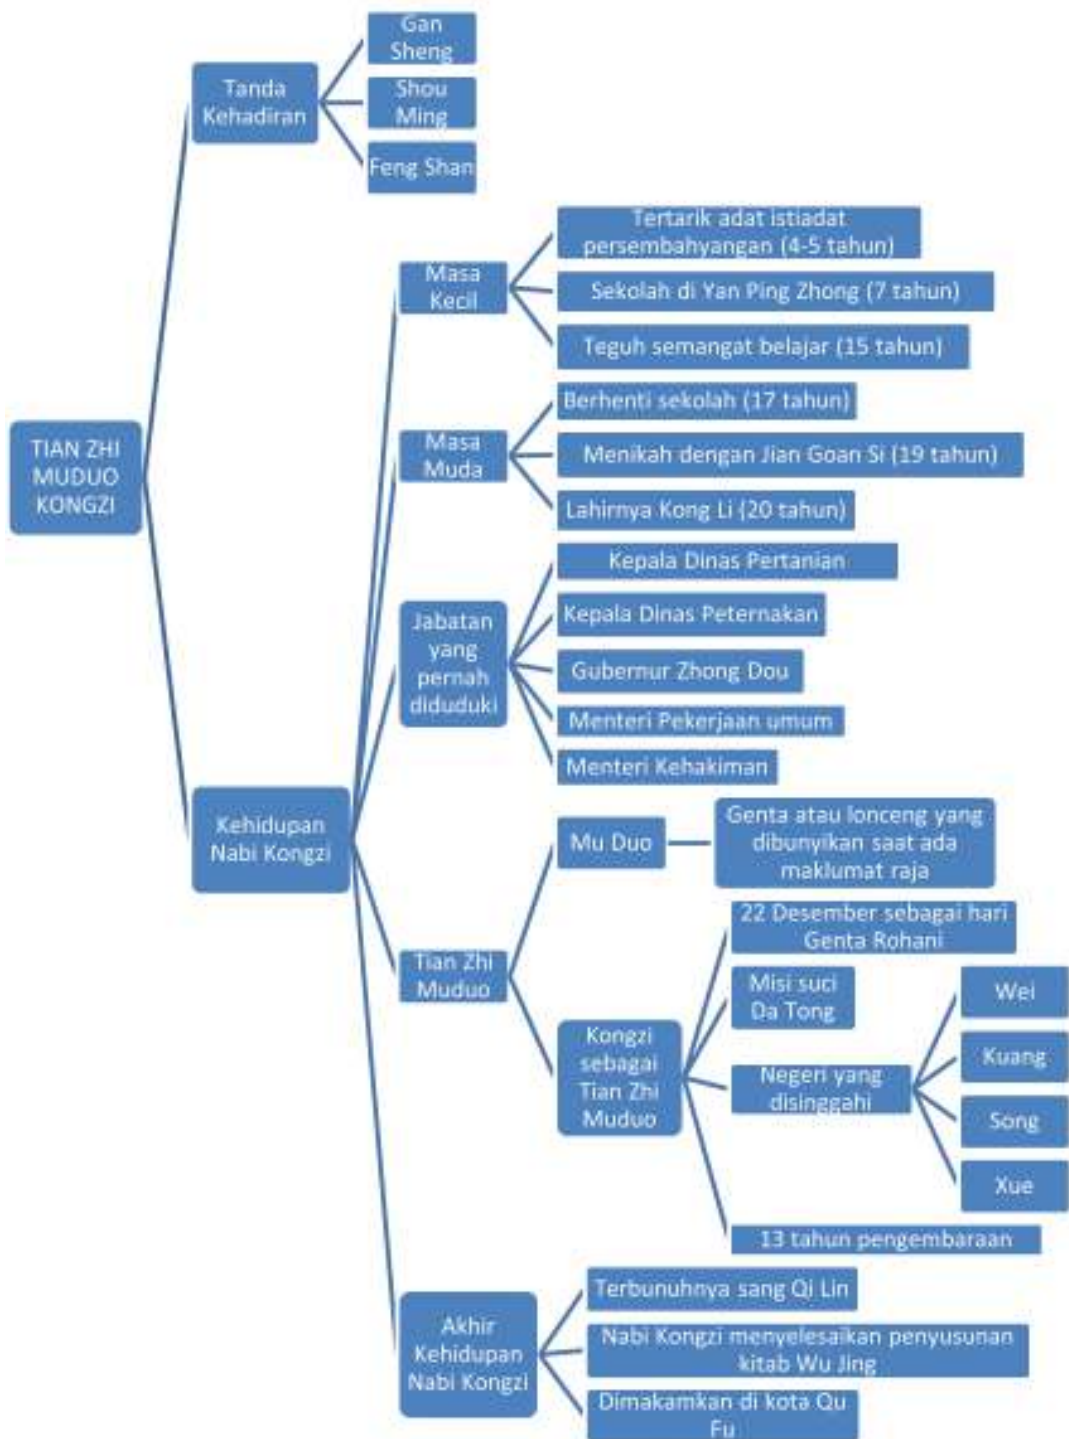 TIAN ZHI
MUDUO
KONGZI
Tanda
Kehadiran
Gan
Sheng
Shou
Ming
Feng Shan
Kehidupan
Nabi Kongzi
Masa
Kecil
Tertarik adat istiadat
persembahyangan (4-5 tahun)
Sekolah di Yan Ping Zhong (7 tahun)
Teguh semangat belajar (15 tahun)
Masa
Muda
Berhenti sekolah (17 tahun)
Menikah dengan Jian Goan Si (19 tahun)
Lahirnya Kong Li (20 tahun)
Jabatan
yang
pernah
diduduki
Kepala Dinas Pertanian
Kepala Dinas Peternakan
Gubernur Zhong Dou
Menteri Pekerjaan umum
Menteri Kehakiman
Tian Zhi
Muduo
Mu Duo
Genta atau lonceng yang
dibunyikan saat ada
maklumat raja
Kongzi
sebagai
Tian Zhi
Muduo
22 Desember sebagai hari
Genta Rohani
Misi suci
Da Tong
Negeri yang
disinggahi
Wei
Kuang
Song
Xue
13 tahun pengembaraan
Akhir
Kehidupan
Nabi Kongzi
Terbunuhnya sang Qi Lin
Nabi Kongzi menyelesaikan penyusunan
kitab Wu Jing
Dimakamkan di kota Qu
Fu